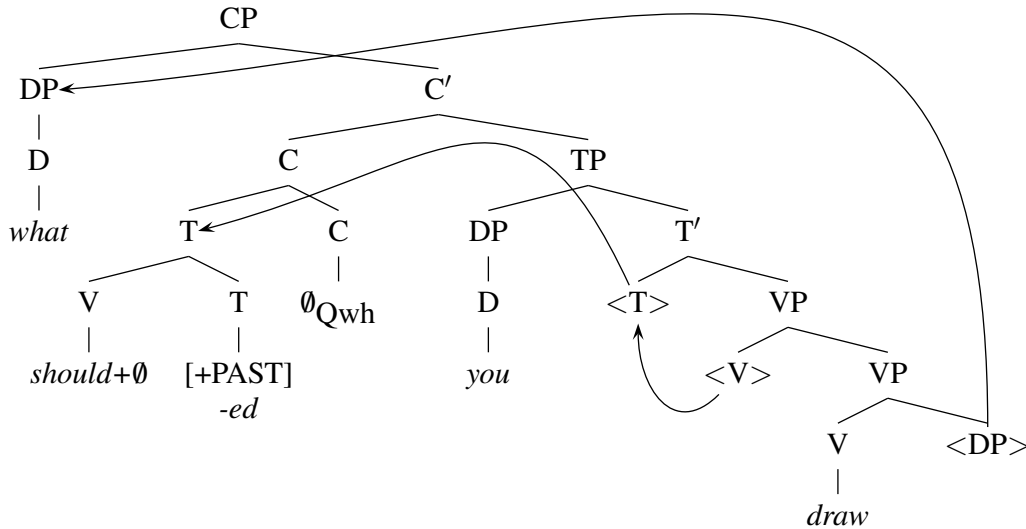 CP
DP C′
D C TP
what T C DP T′
V T ∅Qwh D <T> VP
should+∅ [+PAST] you <V> VP
-ed
V <DP>
draw